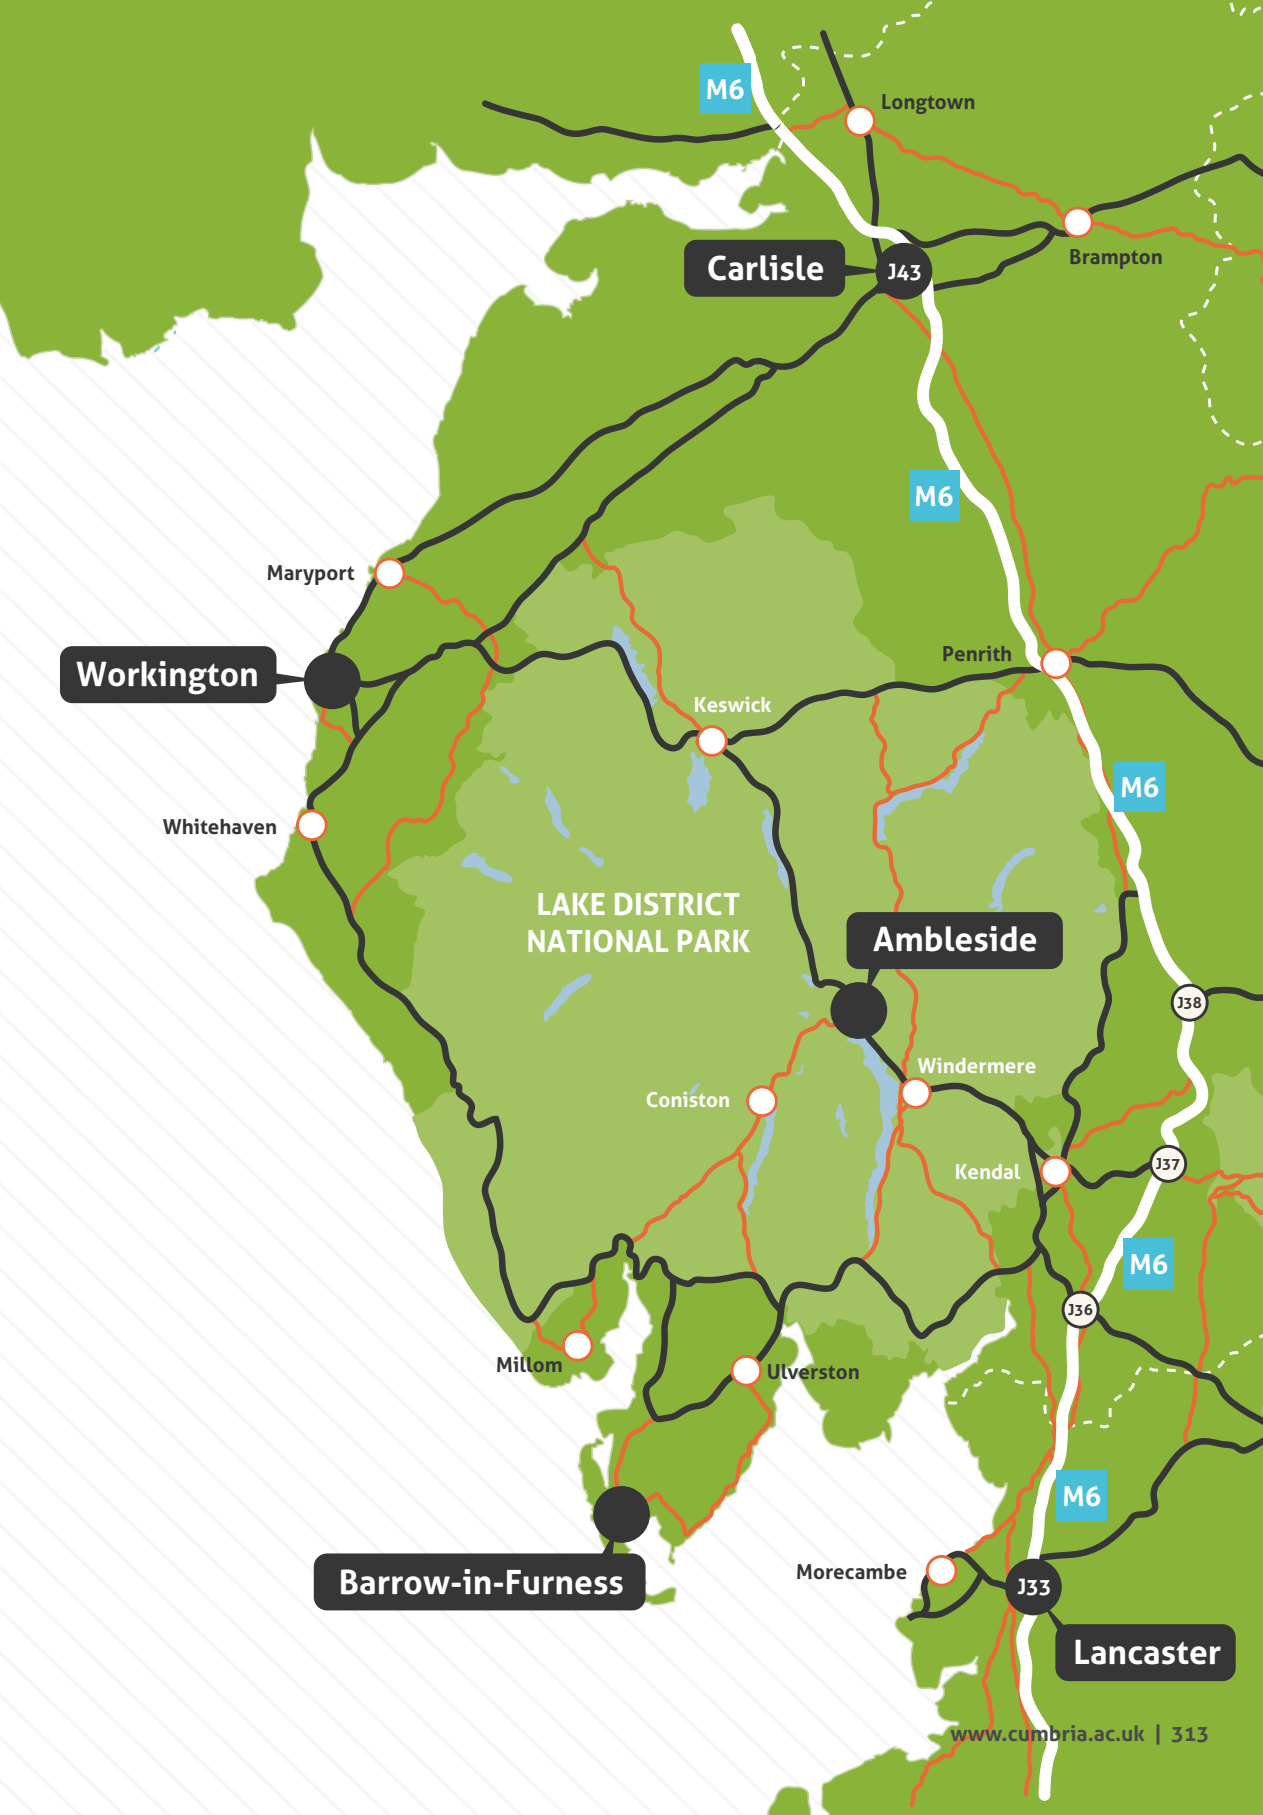 M6
Longtown
Carlisle
J43
Brampton
M6
Maryport
Penrith
Workington
Keswick
M6
Whitehaven
LAKE DISTRICT
NATIONAL PARK
Ambleside
J38
Windermere
Coniston
Kendal
J37
M6
J36
Millom
Ulverston
M6
Morecambe
Barrow-in-Furness
J33
Lancaster
www.cumbria.ac.uk | 313